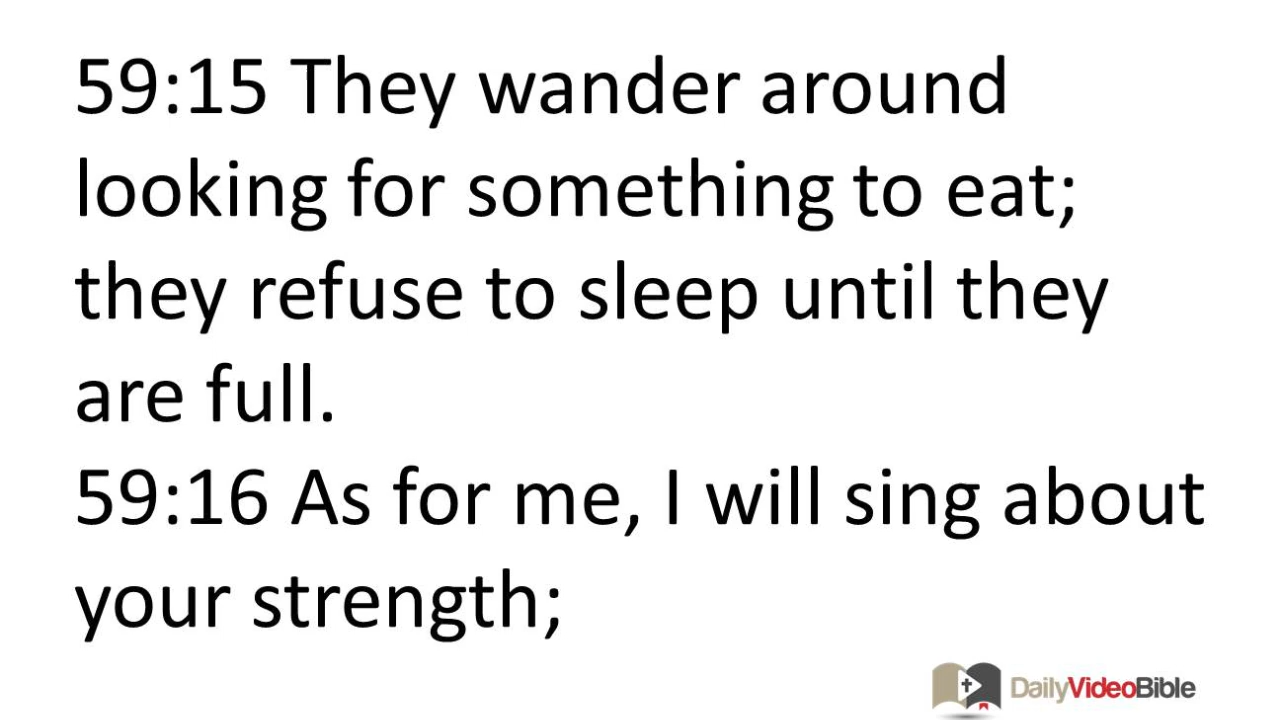 59:15 They wander around
looking for something to eat;
they refuse to sleep until they
are full.
59:16 As for me, I will sing about
your strength;
DailyVideoBible